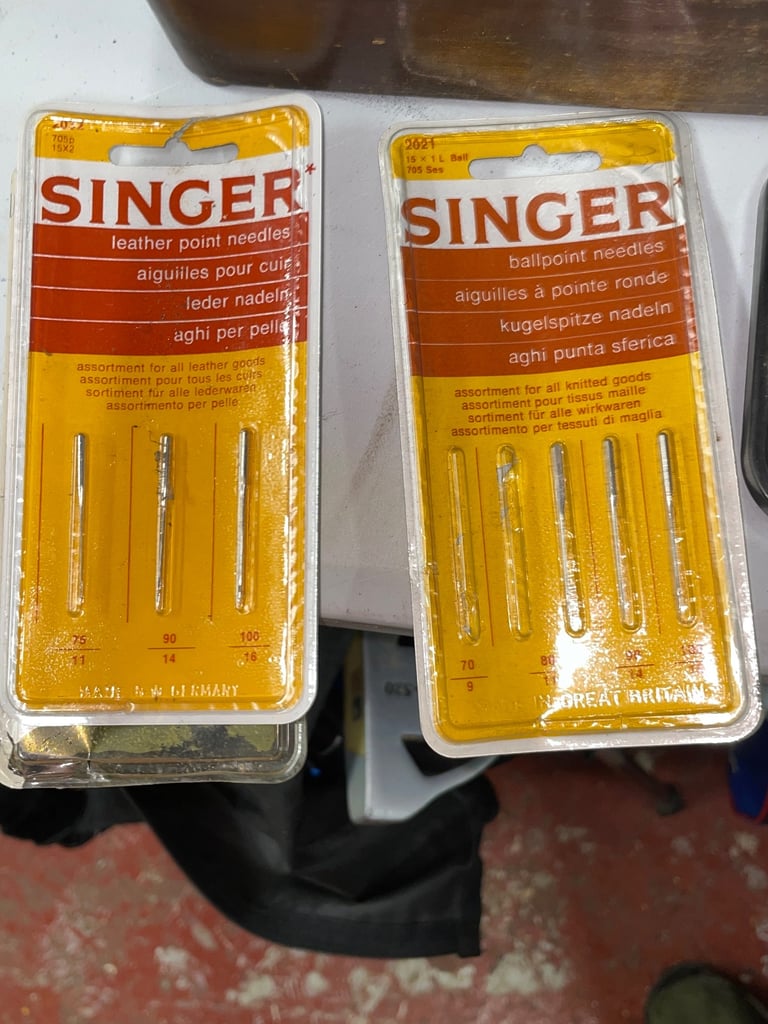 2022
705B
15X2
SINGER*
leather point needles
aiguilles pour cuir
leder nadeln
aghi per pelle
assortment for all leather goods
assortiment pour tous les cuirs
sortiment für alle lederwaren
assortimento per pelle
75
11
90
14
100
16
MADE IN W. GERMANY
2021
15 x 1 L Ball
705 Ses
SINGER*
ballpoint needles
aiguilles à pointe ronde
kugelspitze nadeln
aghi punta sferica
assortment for all knitted goods
assortiment pour tissus maille
sortiment für alle wirkwaren
assortimento per tessuti di maglia
70
9
80
11
90
14
IN GREAT BRITAIN